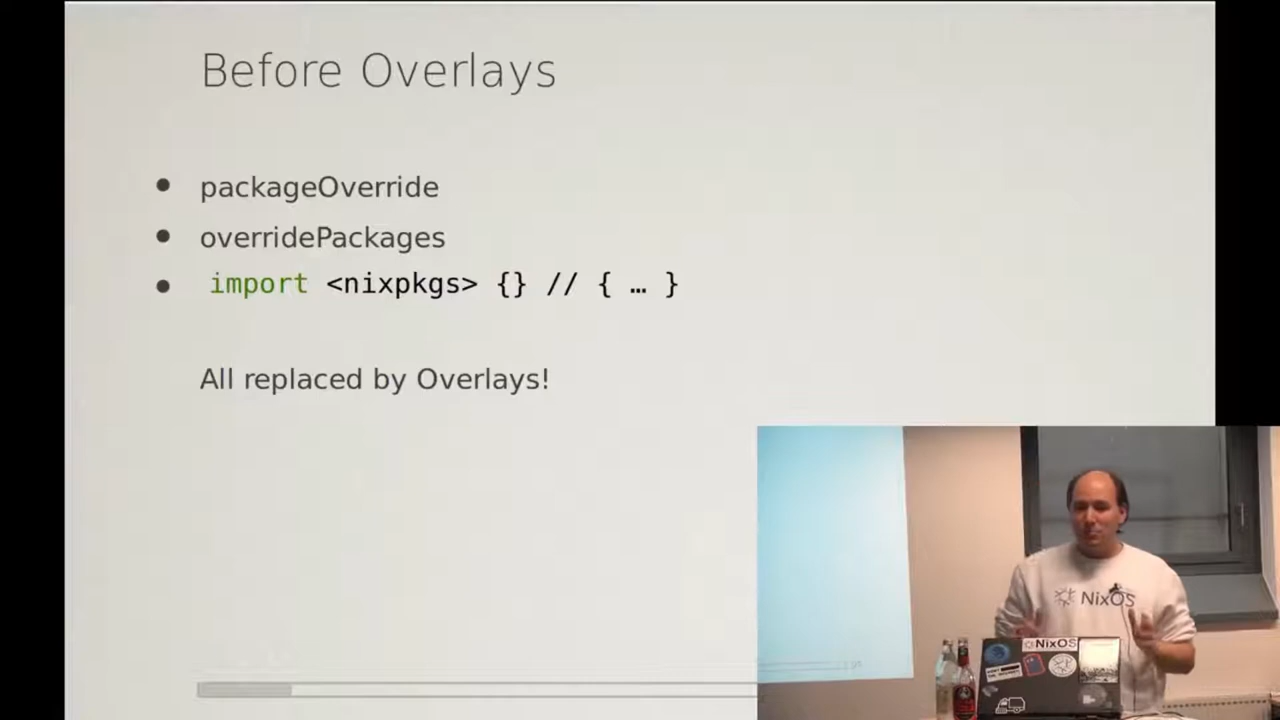 Before Overlays
• packageOverride
• overridePackages
• import <nixpkgs> {} // { … }
All replaced by Overlays!
NixOS
NixOS